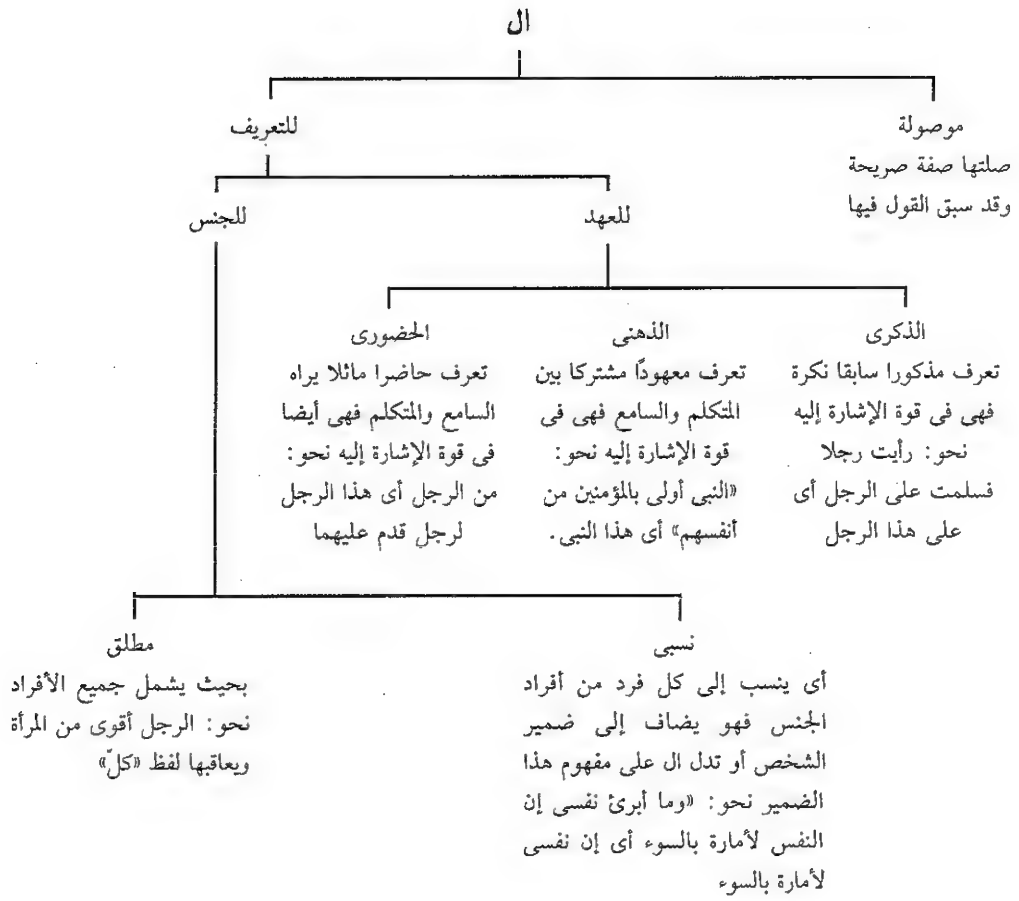 ال
موصولة
صلتها صفة صريحة
وقد سبق القول فيها
للتعريف
للعهد
للجنس
الذكرى
تعرف مذكورا سابقا نكرة
فهى فى قوة الإشارة إليه
نحو: رأيت رجلا
فسلمت على الرجل أى
على هذا الرجل
الذهنى
تعرف معهودًا مشتركا بين
المتكلم والسامع فهى فى
قوة الإشارة إليه نحو:
«النبى أولى بالمؤمنين من
أنفسهم» أى هذا النبى.
الحضورى
تعرف حاضرا ماثلا يراه
السامع والمتكلم فهى أيضا
فى قوة الإشارة إليه نحو:
من الرجل أى هذا الرجل
لرجل قدم عليهما
نسبى
أى ينسب إلى كل فرد من أفراد
الجنس فهو يضاف إلى ضمير
الشخص أو تدل ال على مفهوم هذا
الضمير نحو: «وما أبرئ نفسى إن
النفس لأمارة بالسوء أى إن نفسى
لأمارة بالسوء
مطلق
بحيث يشمل جميع الأفراد
نحو: الرجل أقوى من المرأة
ويعاقبها لفظ «كلّ»